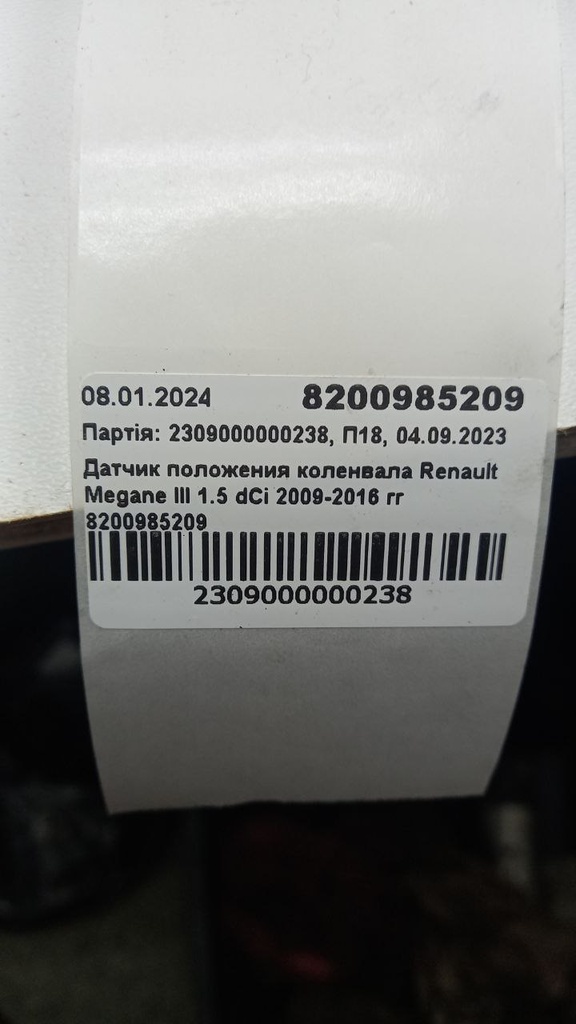 08.01.2024 8200985209
Партія: 2309000000238, П18, 04.09.2023
Датчик положения коленвала Renault
Megane III 1.5 dCi 2009-2016 гг
8200985209
2309000000238